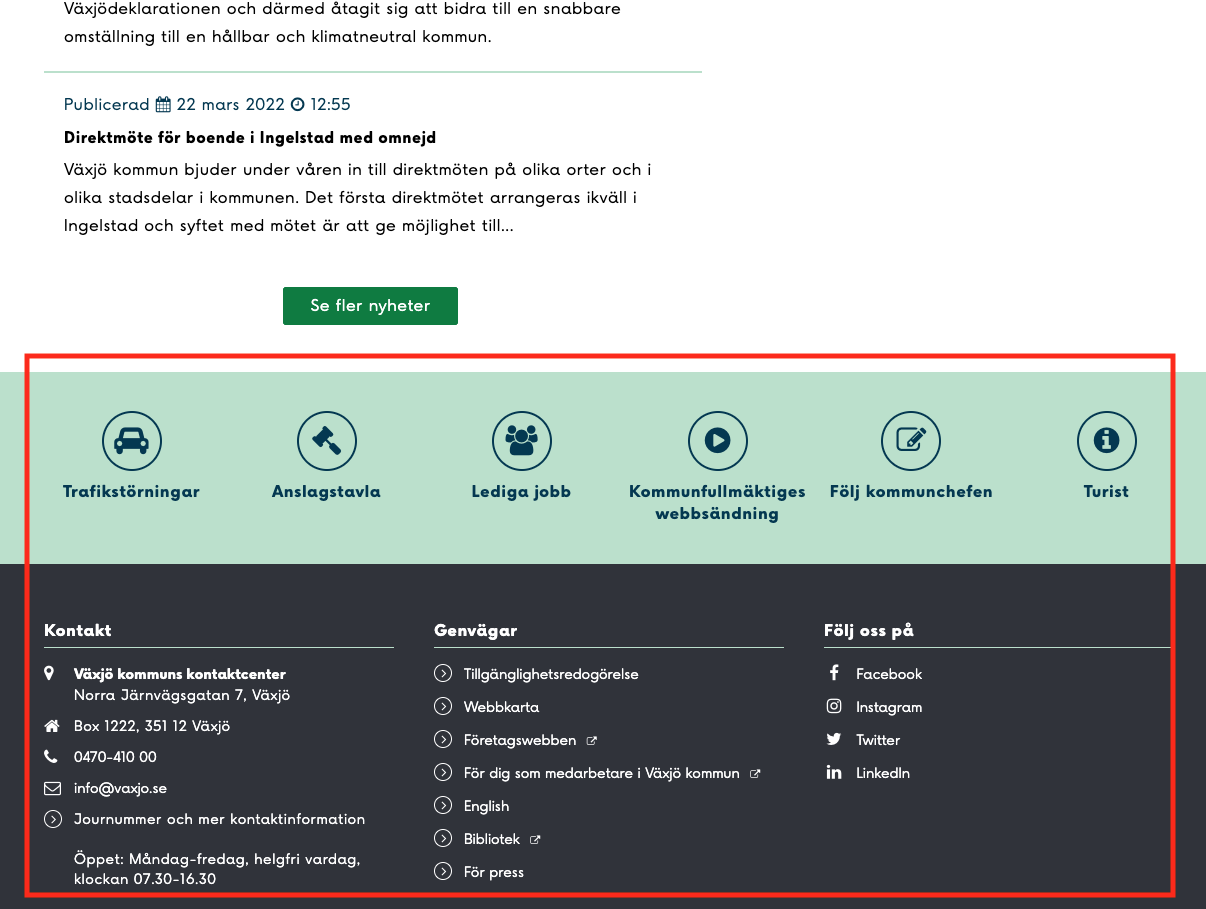 Växjödeklarationen och därmed åtagit sig att bidra till en snabbare
omställning till en hållbar och klimatneutral kommun.
Publicerad 22 mars 2022 12:55
Direktmöte för boende i Ingelstad med omnejd
Växjö kommun bjuder under våren in till direktmöten på olika orter och i
olika stadsdelar i kommunen. Det första direktmötet arrangeras ikväll i
Ingelstad och syftet med mötet är att ge möjlighet till...
Se fler nyheter
Trafikstörningar
Anslagstavla
Lediga jobb
Kommunfullmäktiges
webbsändning
Följ kommunchefen
Turist
Kontakt
Växjö kommuns kontaktcenter
Norra Järnvägsgatan 7, Växjö
Box 1222, 351 12 Växjö
0470-410 00
info@vaxjo.se
Journummer och mer kontaktinformation
Öppet: Måndag-fredag, helgfri vardag,
klockan 07.30-16.30
Genvägar
Tillgänglighetsredogörelse
Webbkarta
Företagswebben
För dig som medarbetare i Växjö kommun
English
Bibliotek
För press
Följ oss på
Facebook
Instagram
Twitter
LinkedIn